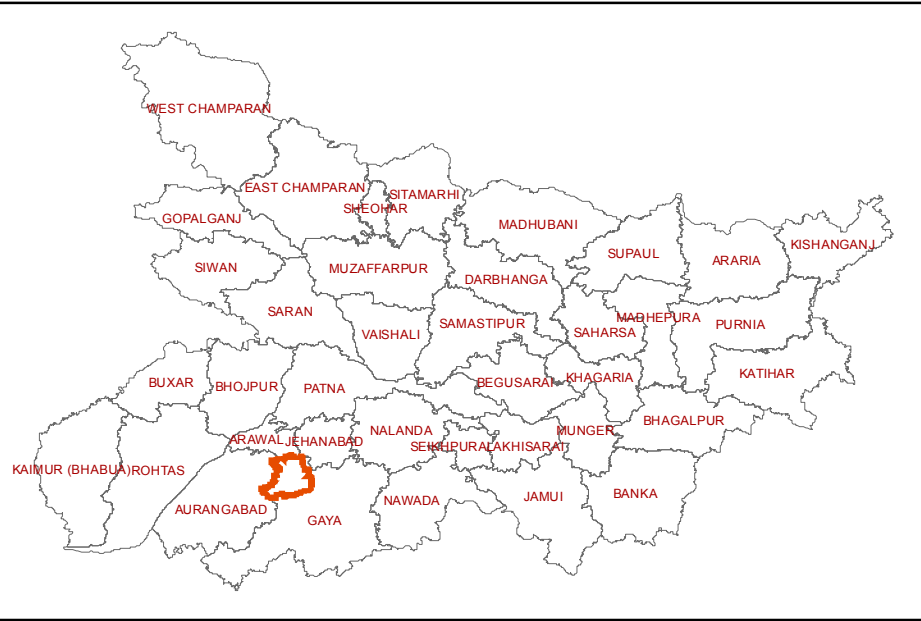 WEST CHAMPARAN
EAST CHAMPARAN
SITAMARHI
SHEOHAR
GOPALGANJ
MADHUBANI
KISHANGANJ
SUPAUL
ARARIA
SIWAN
MUZAFFARPUR
DARBHANGA
SARAN
MADHEPURA
SAMASTIPUR
PURNIA
VAISHALI
SAHARSA
KATIHAR
BUXAR
BHOJPUR
PATNA
BEGUSARAI
KHAGARIA
BHAGALPUR
NALANDA
MUNGER
ARAWAL
JEHANABAD
SEIKHPURA
LAKHISARAI
KAIMUR (BHABUA)
ROHTAS
BANKA
JAMUI
NAWADA
AURANGABAD
GAYA